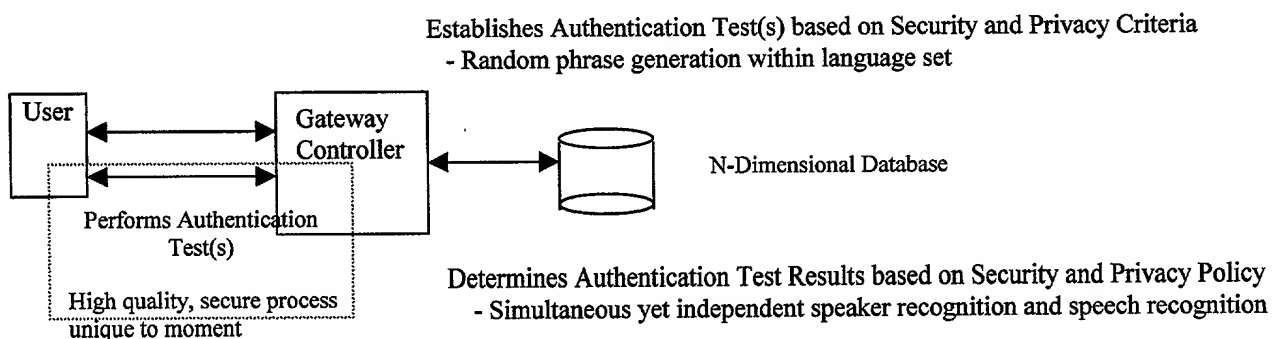 Establishes Authentication Test(s) based on Security and Privacy Criteria
- Random phrase generation within language set
User
Gateway
Controller
N-Dimensional Database
Performs Authentication
Test(s)
High quality, secure process
unique to moment
Determines Authentication Test Results based on Security and Privacy Policy
- Simultaneous yet independent speaker recognition and speech recognition